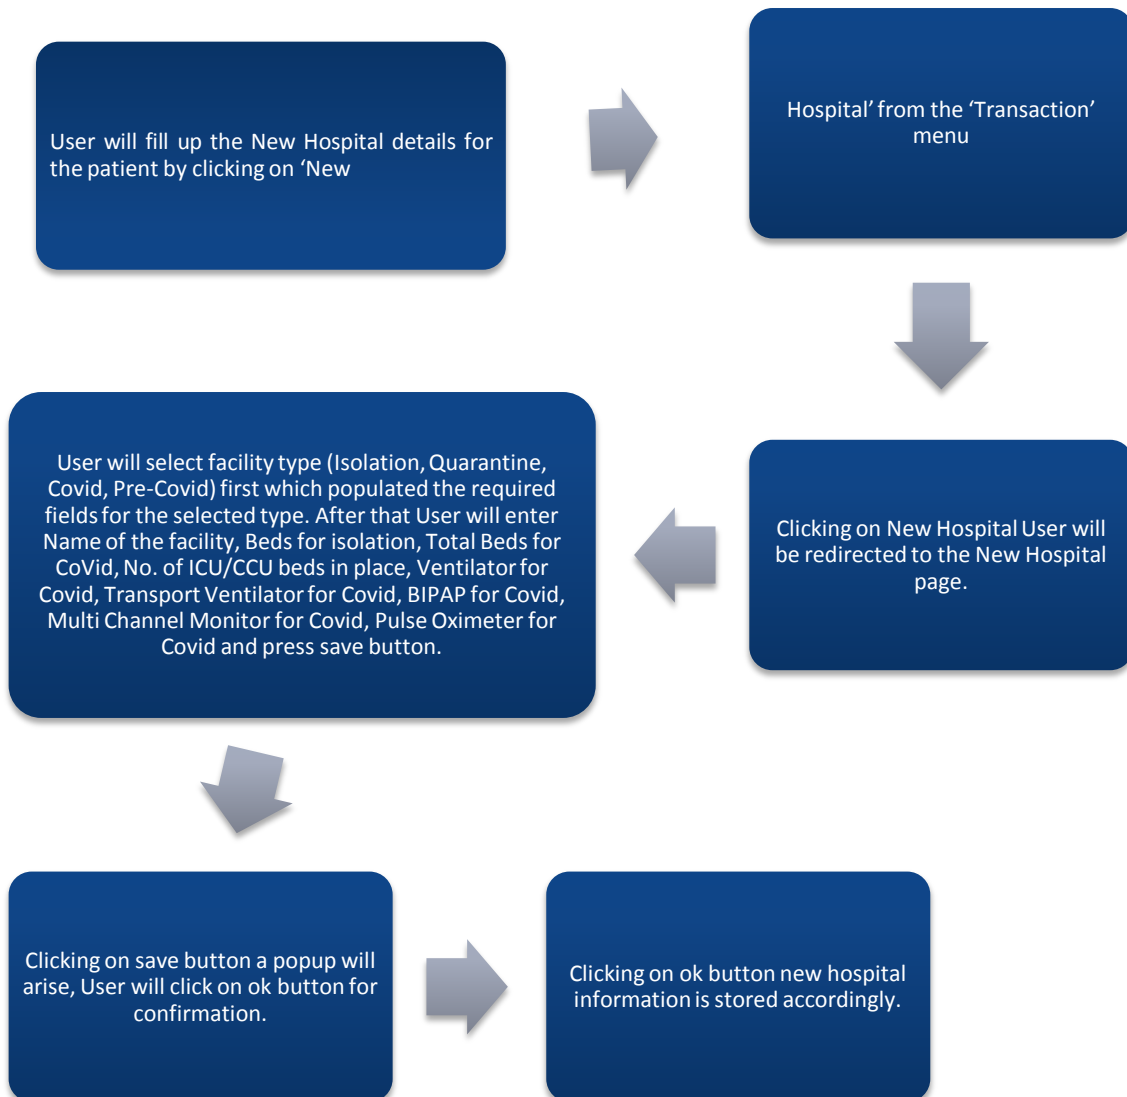 User will fill up the New Hospital details for
the patient by clicking on ‘New
Hospital’ from the ‘Transaction’
menu
Clicking on New Hospital User will
be redirected to the New Hospital
page.
User will select facility type (Isolation, Quarantine,
Covid, Pre-Covid) first which populated the required
fields for the selected type. After that User will enter
Name of the facility, Beds for isolation, Total Beds for
CoVid, No. of ICU/CCU beds in place, Ventilator for
Covid, Transport Ventilator for Covid, BIPAP for Covid,
Multi Channel Monitor for Covid, Pulse Oximeter for
Covid and press save button.
Clicking on save button a popup will
arise, User will click on ok button for
confirmation.
Clicking on ok button new hospital
information is stored accordingly.